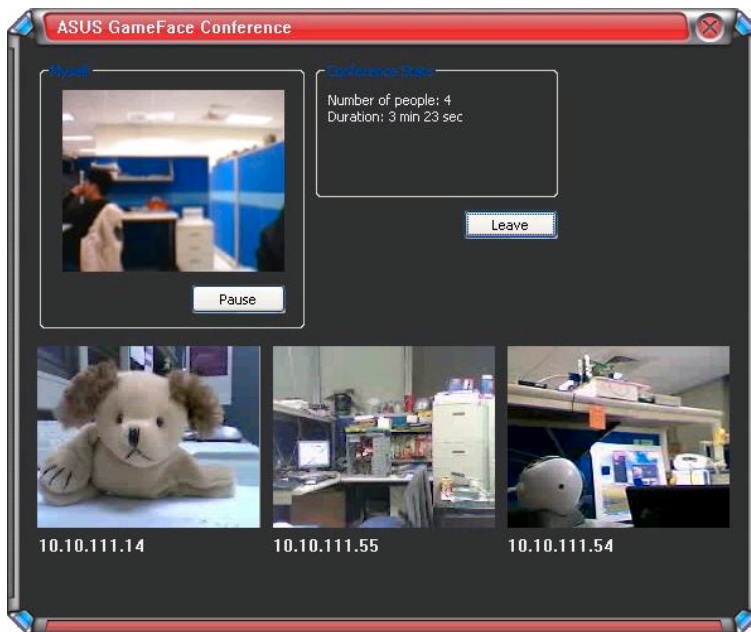 ASUS GameFace Conference
Myself
Conference Stats
Number of people: 4
Duration: 3 min 23 sec
Leave
Pause
10.10.111.14
10.10.111.55
10.10.111.54